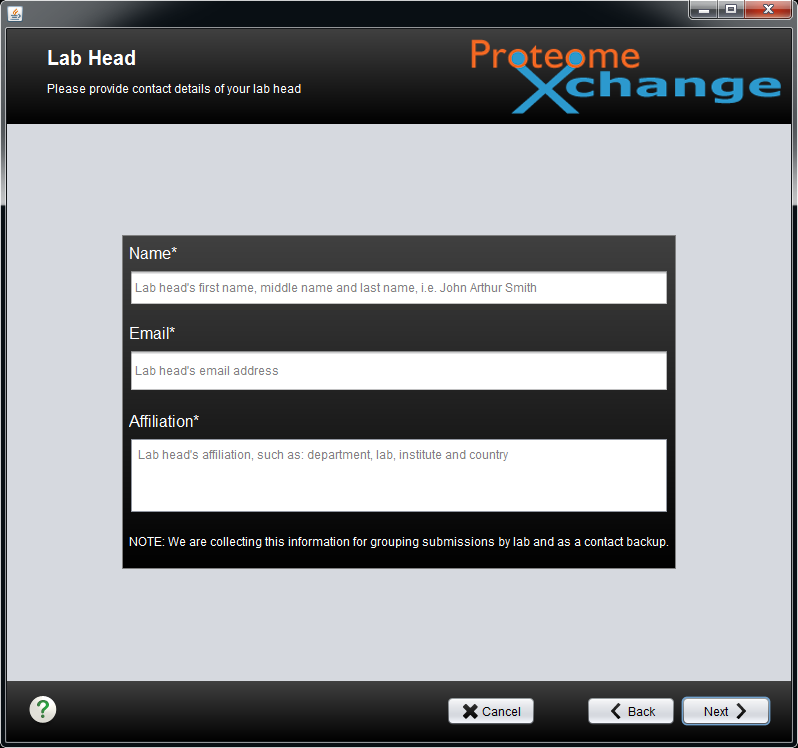 Lab Head
Please provide contact details of your lab head
Proteome
Xchange
Name*
Lab head's first name, middle name and last name, i.e. John Arthur Smith
Email*
Lab head's email address
Affiliation*
Lab head's affiliation, such as: department, lab, institute and country
NOTE: We are collecting this information for grouping submissions by lab and as a contact backup.
? Cancel Back Next